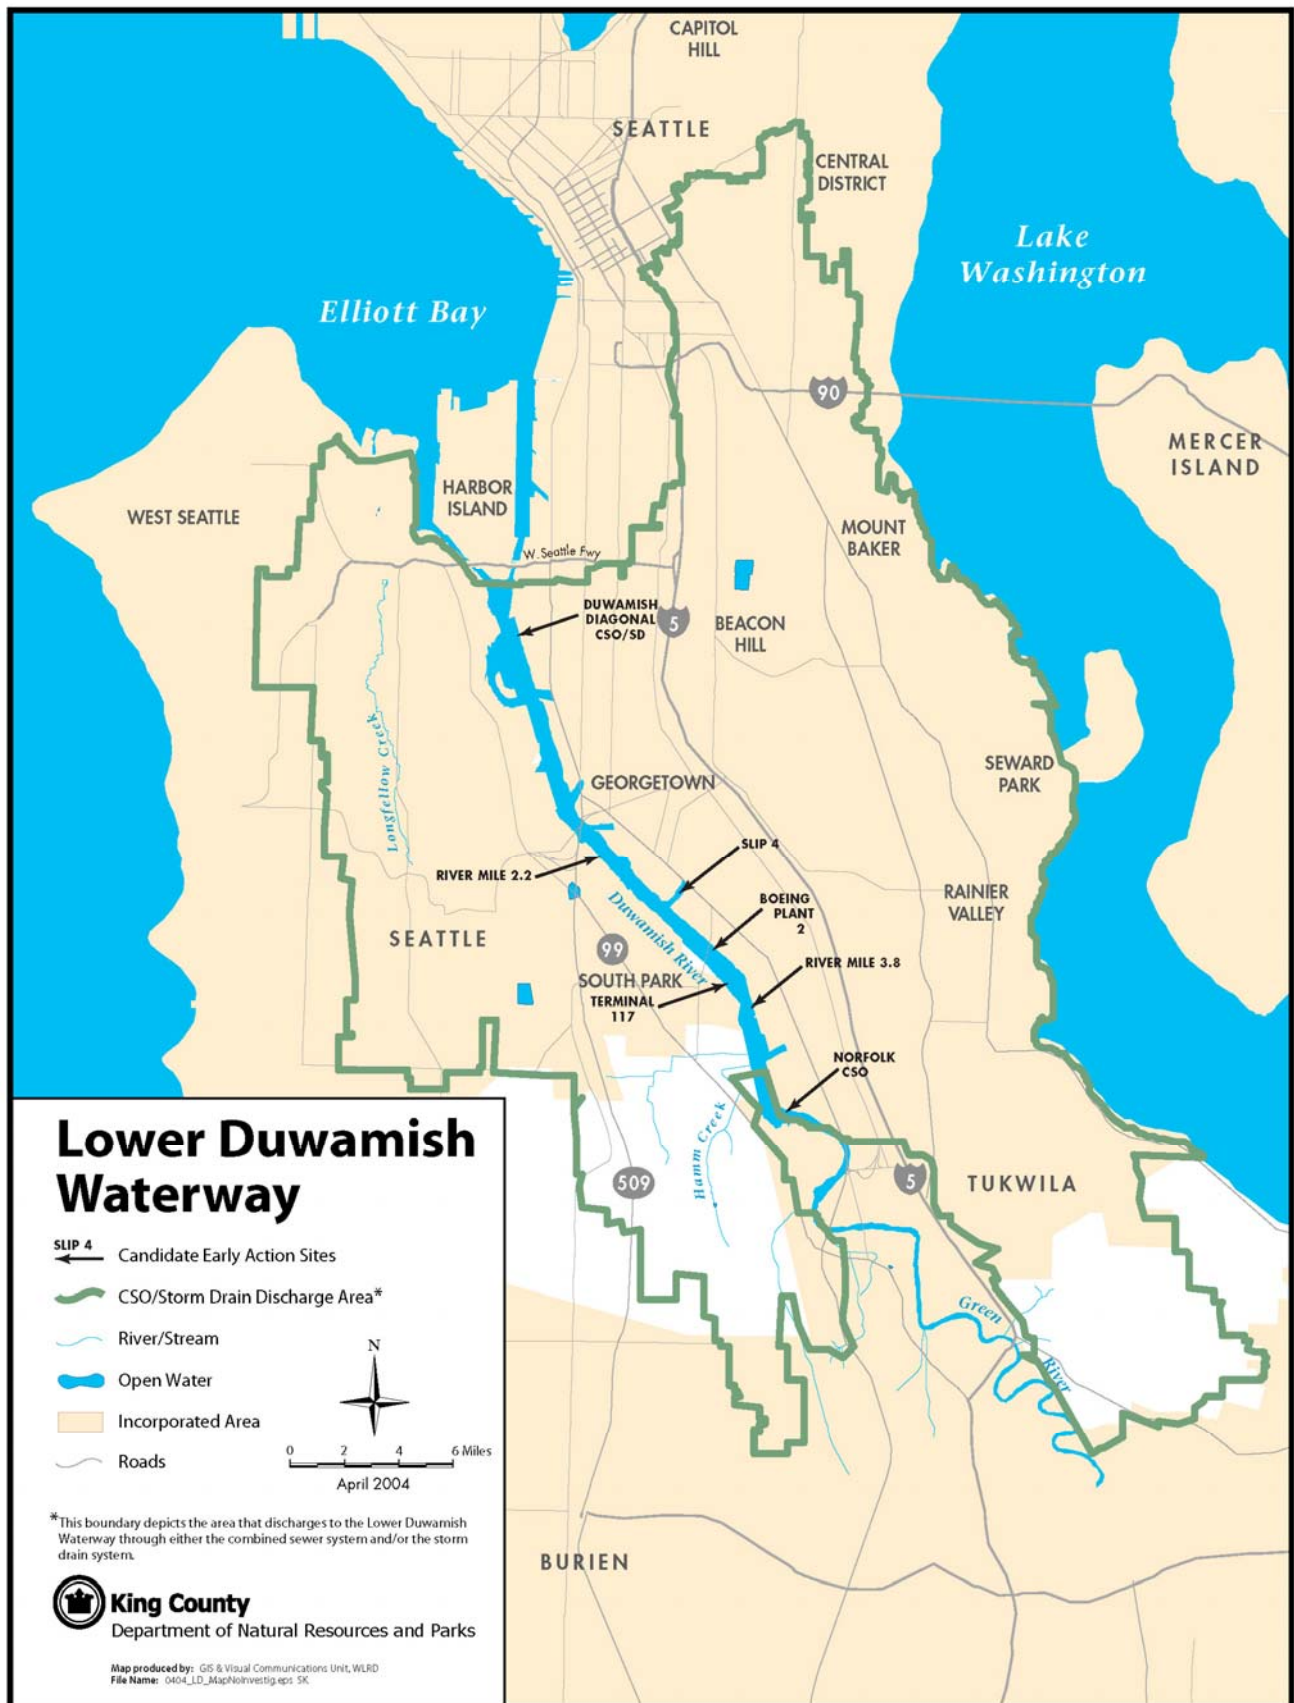 CAPITOL
HILL
SEATTLE
CENTRAL
DISTRICT
Lake
Washington
Elliott Bay
90
MERCER
ISLAND
HARBOR
ISLAND
WEST SEATTLE
MOUNT
BAKER
W. Seattle Fwy
DUWAMISH
DIAGONAL
CSO/SD
5
BEACON
HILL
Longfellow Creek
SEWARD
PARK
GEORGETOWN
SLIP 4
RIVER MILE 2.2
BOEING
PLANT
2
RAINIER
VALLEY
Duwamish River
SEATTLE
99
RIVER MILE 3.8
SOUTH PARK
TERMINAL
117
NORFOLK
CSO
Hamm Creek
509
5
TUKWILA
Green
River
BURIEN
Lower Duwamish
Waterway
SLIP 4
Candidate Early Action Sites
CSO/Storm Drain Discharge Area*
River/Stream
Open Water
Incorporated Area
Roads
N
0 2 4 6 Miles
April 2004
*This boundary depicts the area that discharges to the Lower Duwamish
Waterway through either the combined sewer system and/or the storm
drain system.
King County
Department of Natural Resources and Parks
Map produced by: GIS & Visual Communications Unit, WLRD
File Name: 0404_LD_MapNoInvestig.eps SK